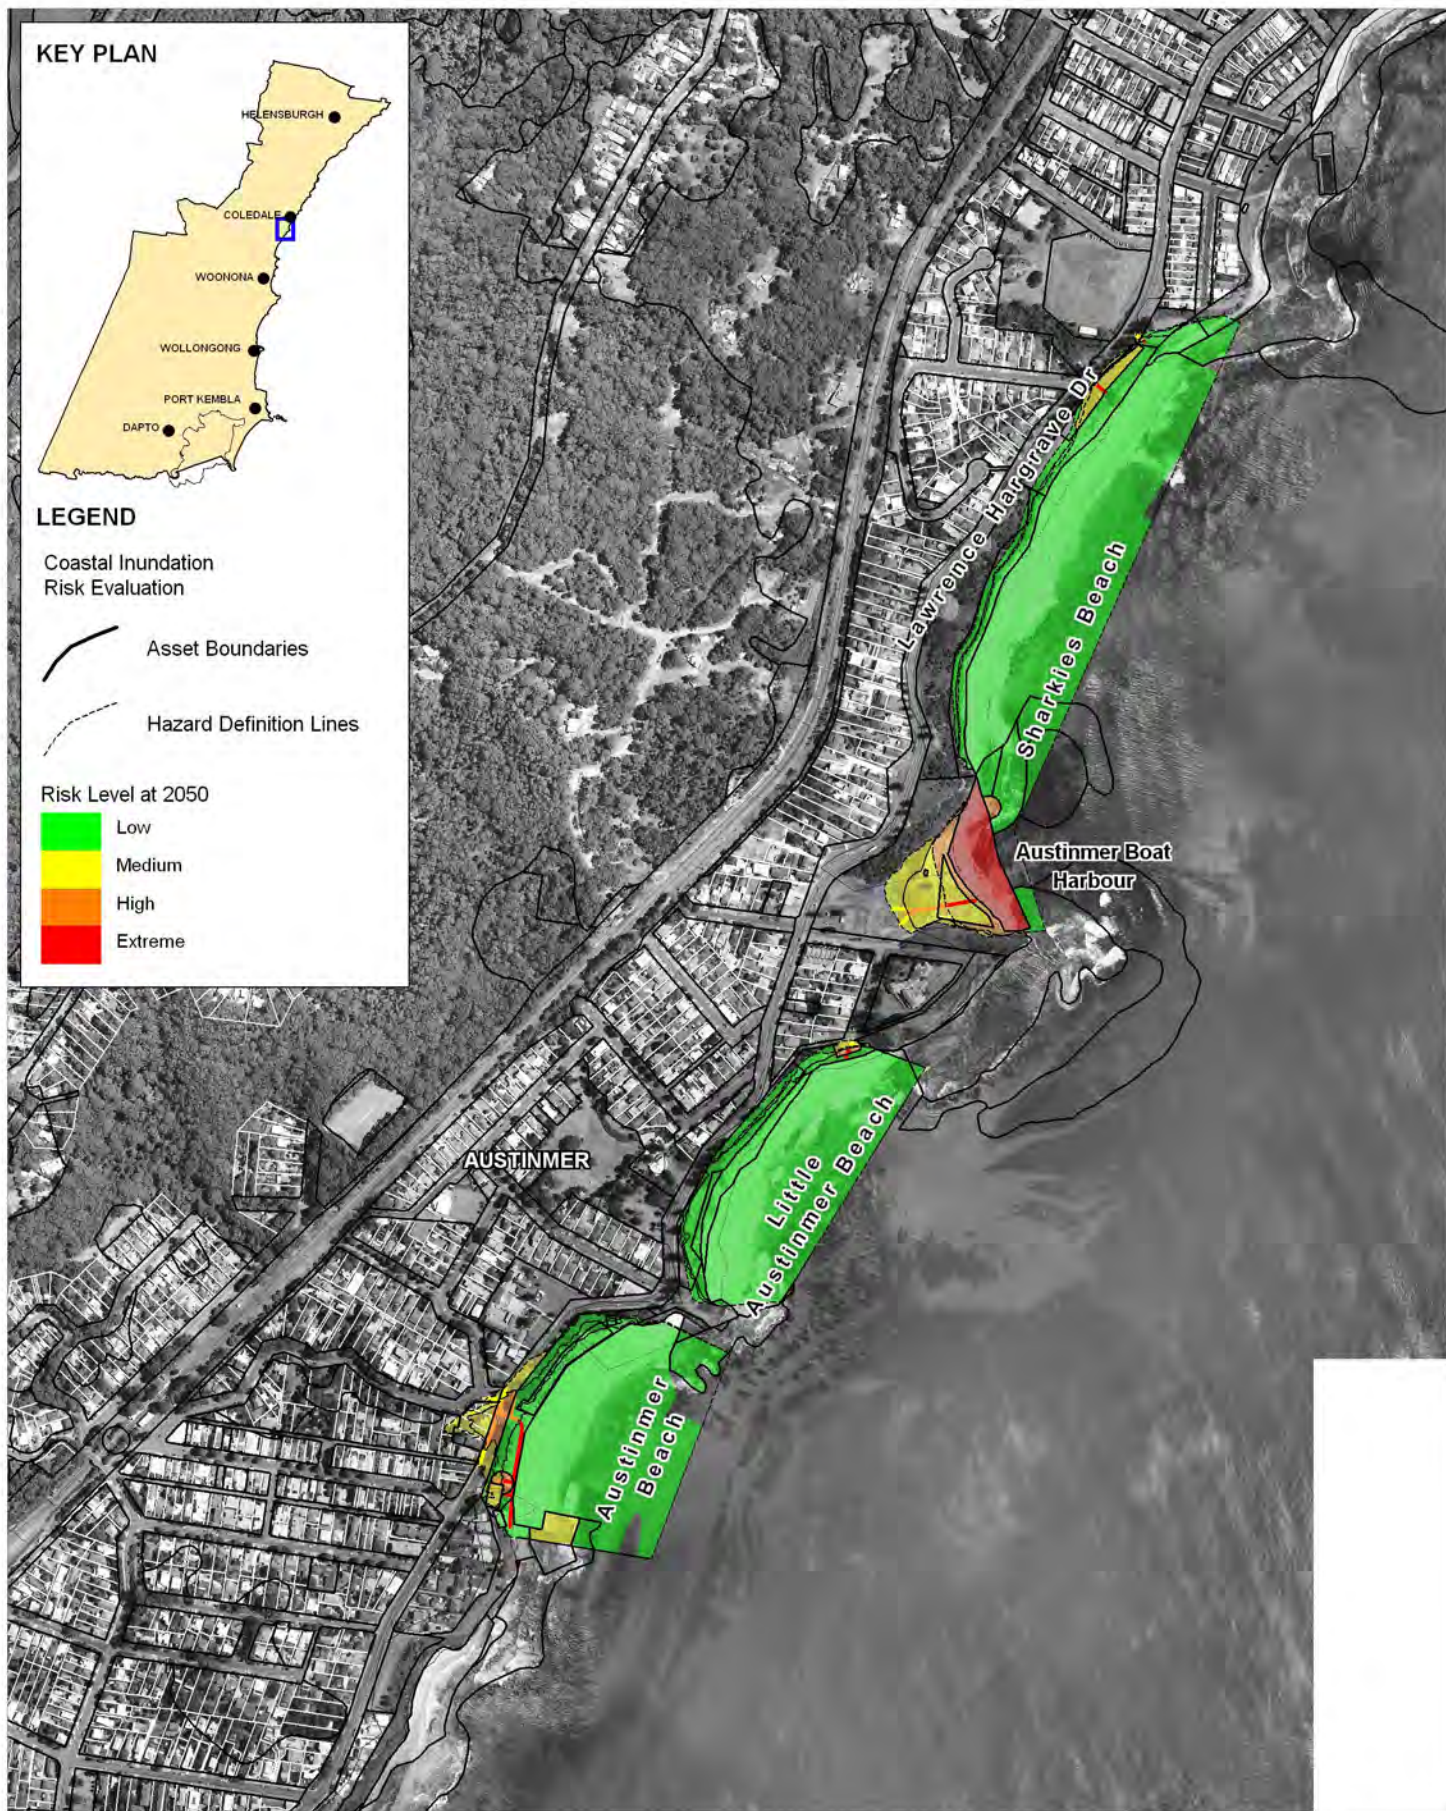 KEY PLAN
HELENSBURGH
COLEDALE
WOONONA
WOLLONGONG
PORT KEMBLA
DAPTO
LEGEND
Coastal Inundation
Risk Evaluation
Asset Boundaries
Hazard Definition Lines
Risk Level at 2050
Low
Medium
High
Extreme
Lawrence Hargrave Dr
Sharkies Beach
Austinmer Boat
Harbour
AUSTINMER
Little
Austinmer Beach
Austinmer
Beach